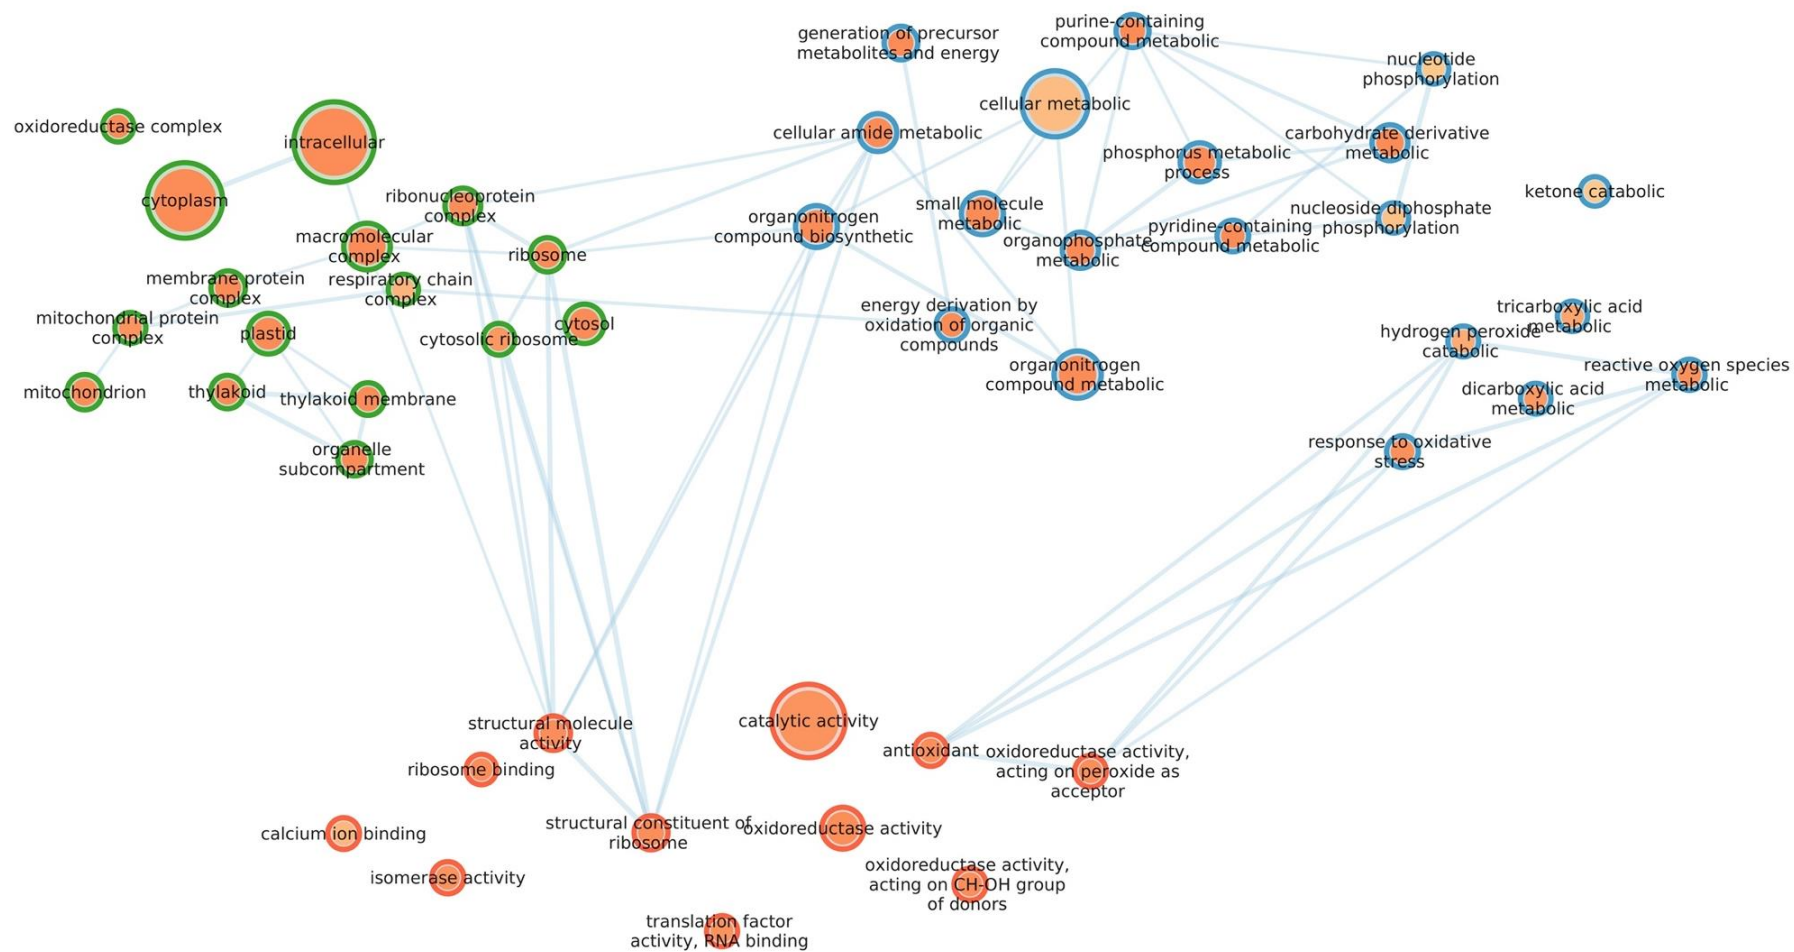 generation of precursor
metabolites and energy
purine-containing
compound metabolic
nucleotide
phosphorylation
cellular metabolic
oxidoreductase complex
intracellular
cellular amide metabolic
carbohydrate derivative
metabolic
phosphorus metabolic
process
ketone catabolic
cytoplasm
ribonucleoprotein
complex
organonitrogen
compound biosynthetic
small molecule
metabolic
nucleoside diphosphate
phosphorylation
pyridine-containing
compound metabolic
organophosphate
metabolic
macromolecular
complex
ribosome
membrane protein
complex
respiratory chain
complex
mitochondrial protein
complex
plastid
cytosolic ribosome
cytosol
energy derivation by
oxidation of organic
compounds
tricarboxylic acid
metabolic
hydrogen peroxide
catabolic
reactive oxygen species
metabolic
organonitrogen
compound metabolic
dicarboxylic acid
metabolic
mitochondrion
thylakoid
thylakoid membrane
organelle
subcompartment
response to oxidative
stress
structural molecule
activity
catalytic activity
antioxidant
oxidoreductase activity,
acting on peroxide as
acceptor
ribosome binding
calcium ion binding
structural constituent of
ribosome
oxidoreductase activity
isomerase activity
oxidoreductase activity,
acting on CH-OH group
of donors
translation factor
activity, RNA binding